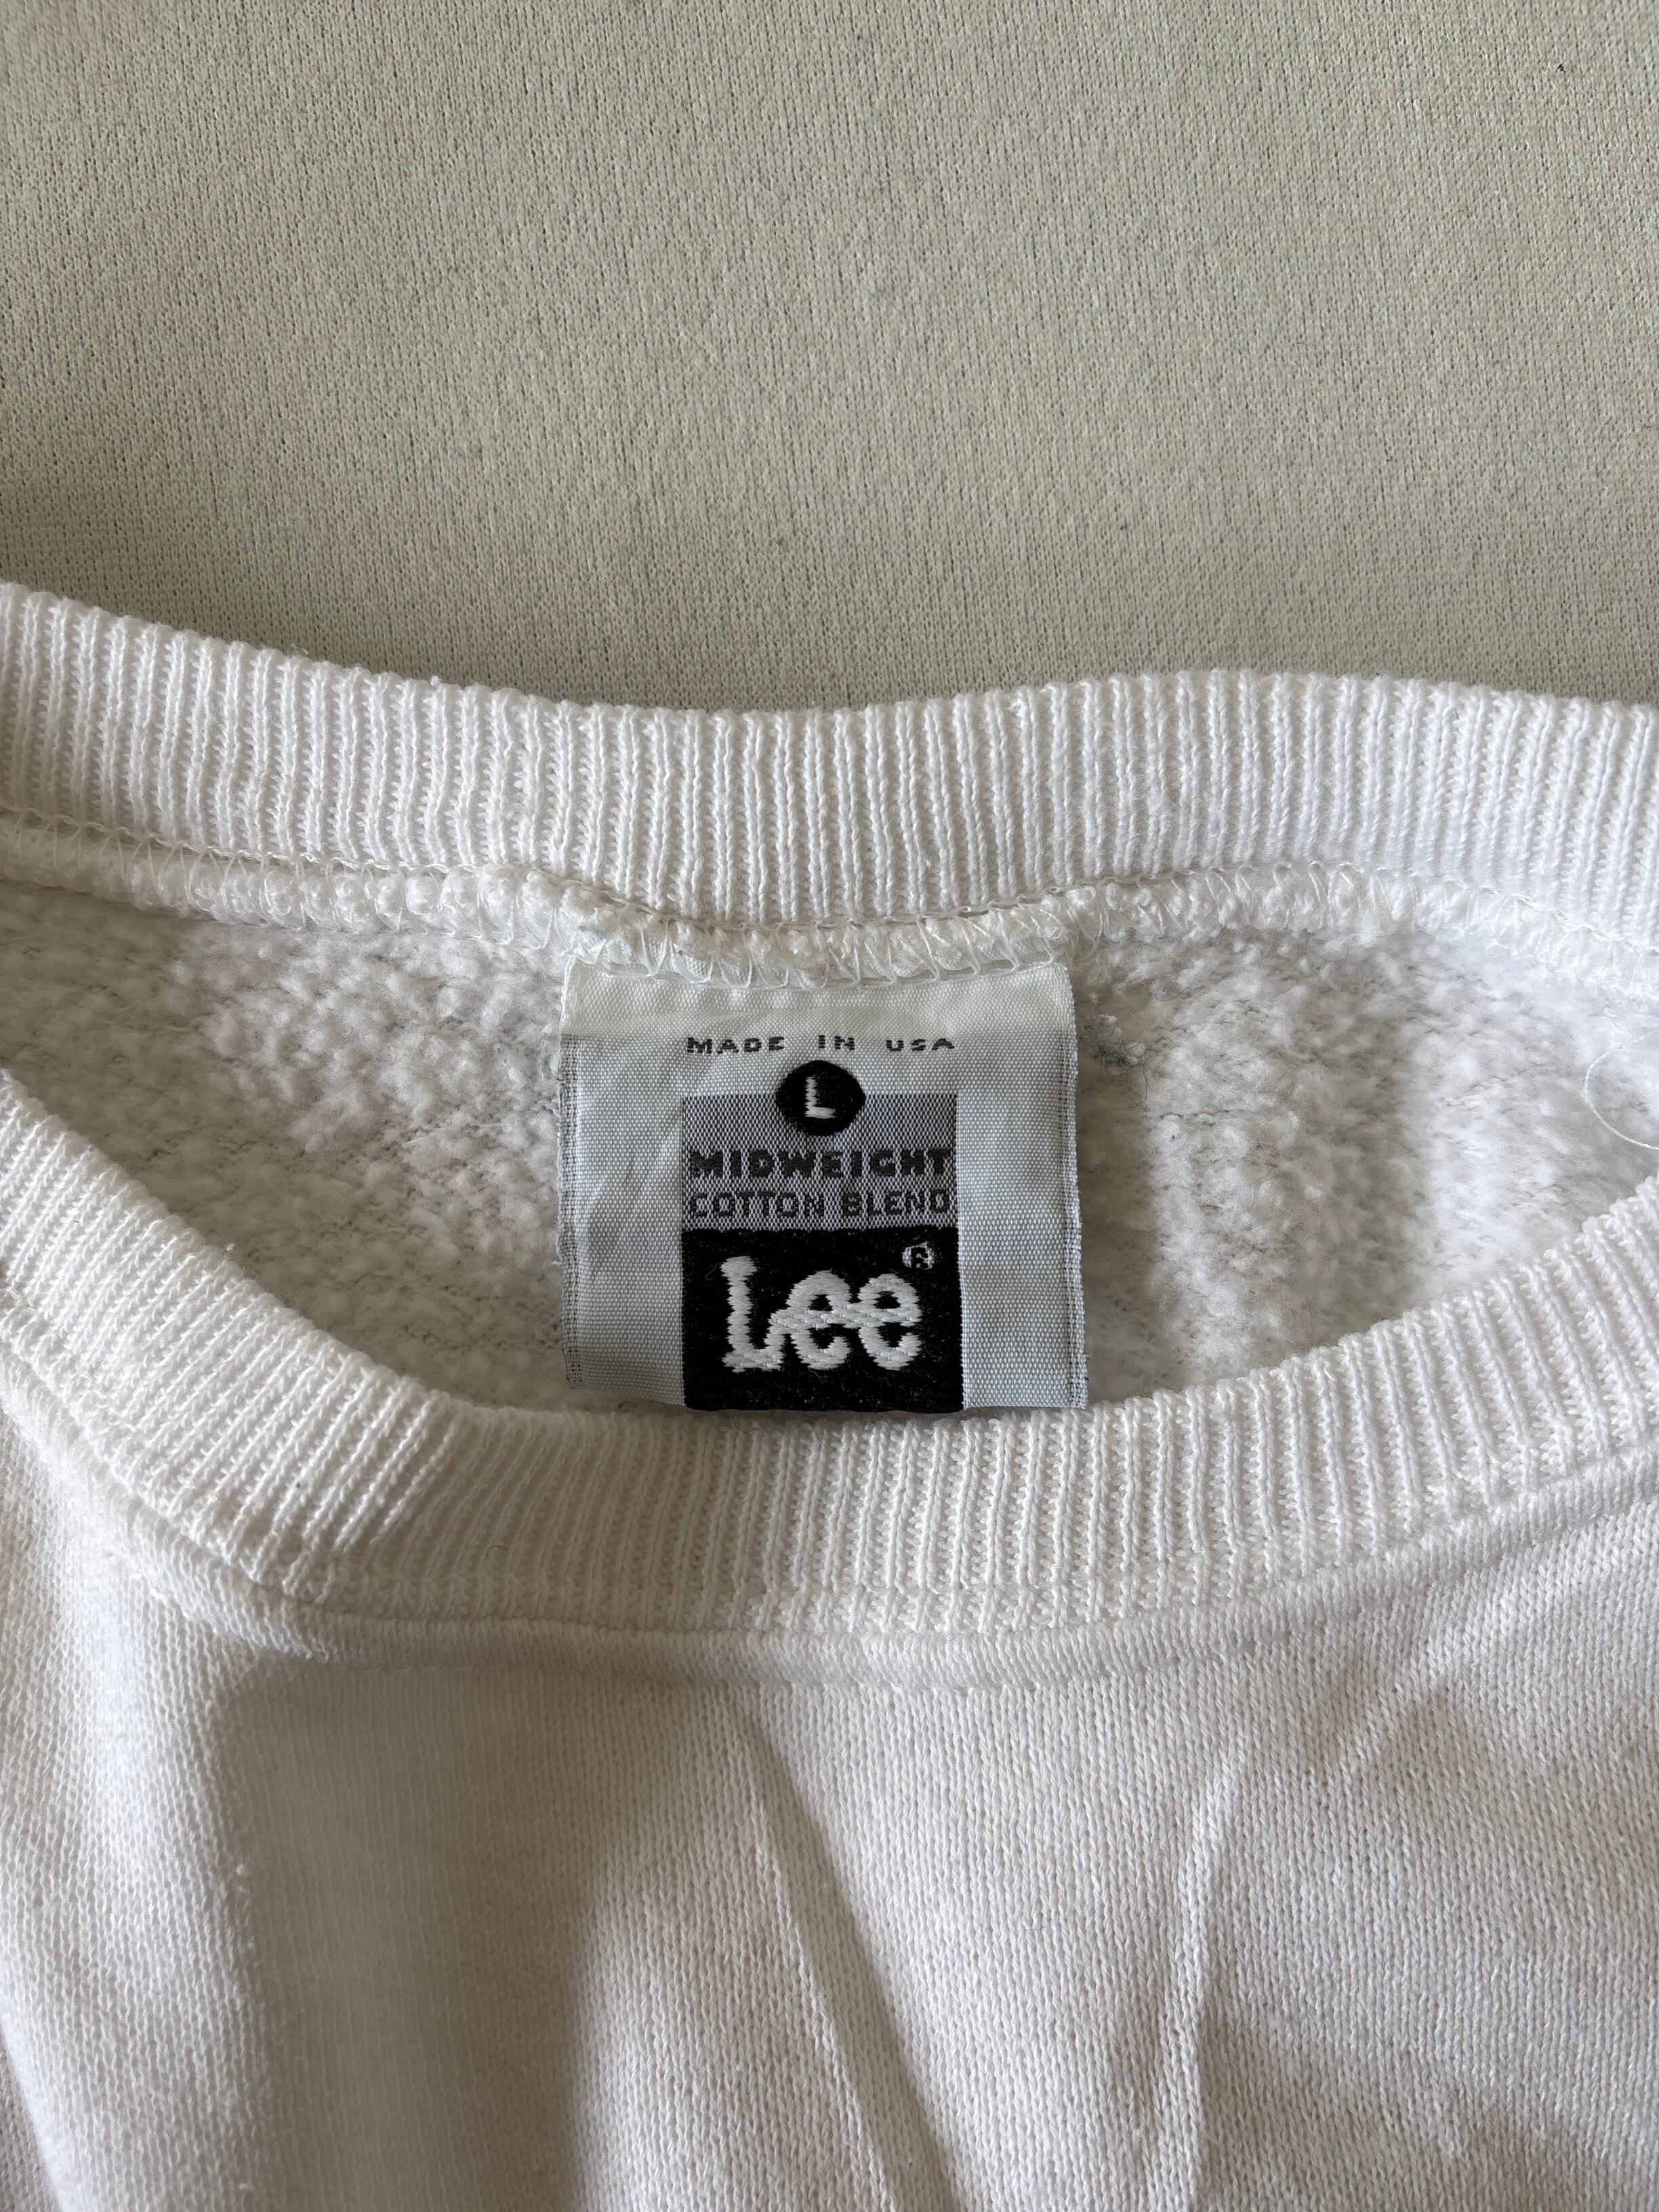 MADE IN USA
L
MIDWEIGHT
COTTON BLEND
Lee®